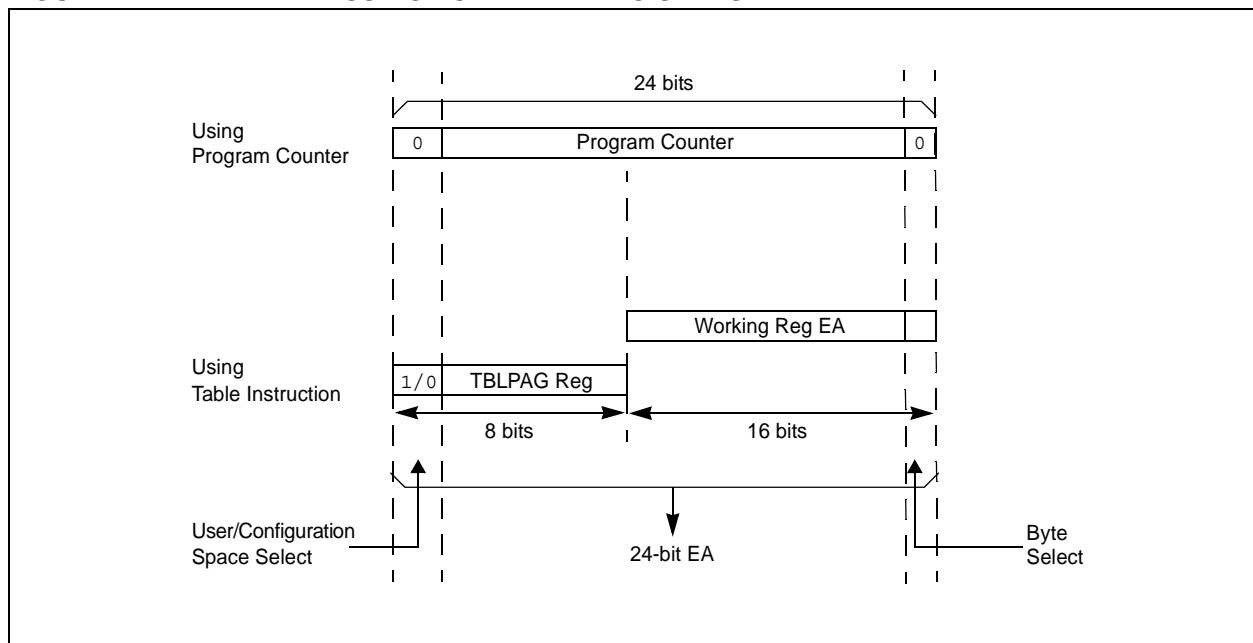 24 bits
Using
Program Counter
0
Program Counter
0
Working Reg EA
Using
Table Instruction
1/0
TBLPAG Reg
8 bits
16 bits
User/Configuration
Space Select
24-bit EA
Byte
Select